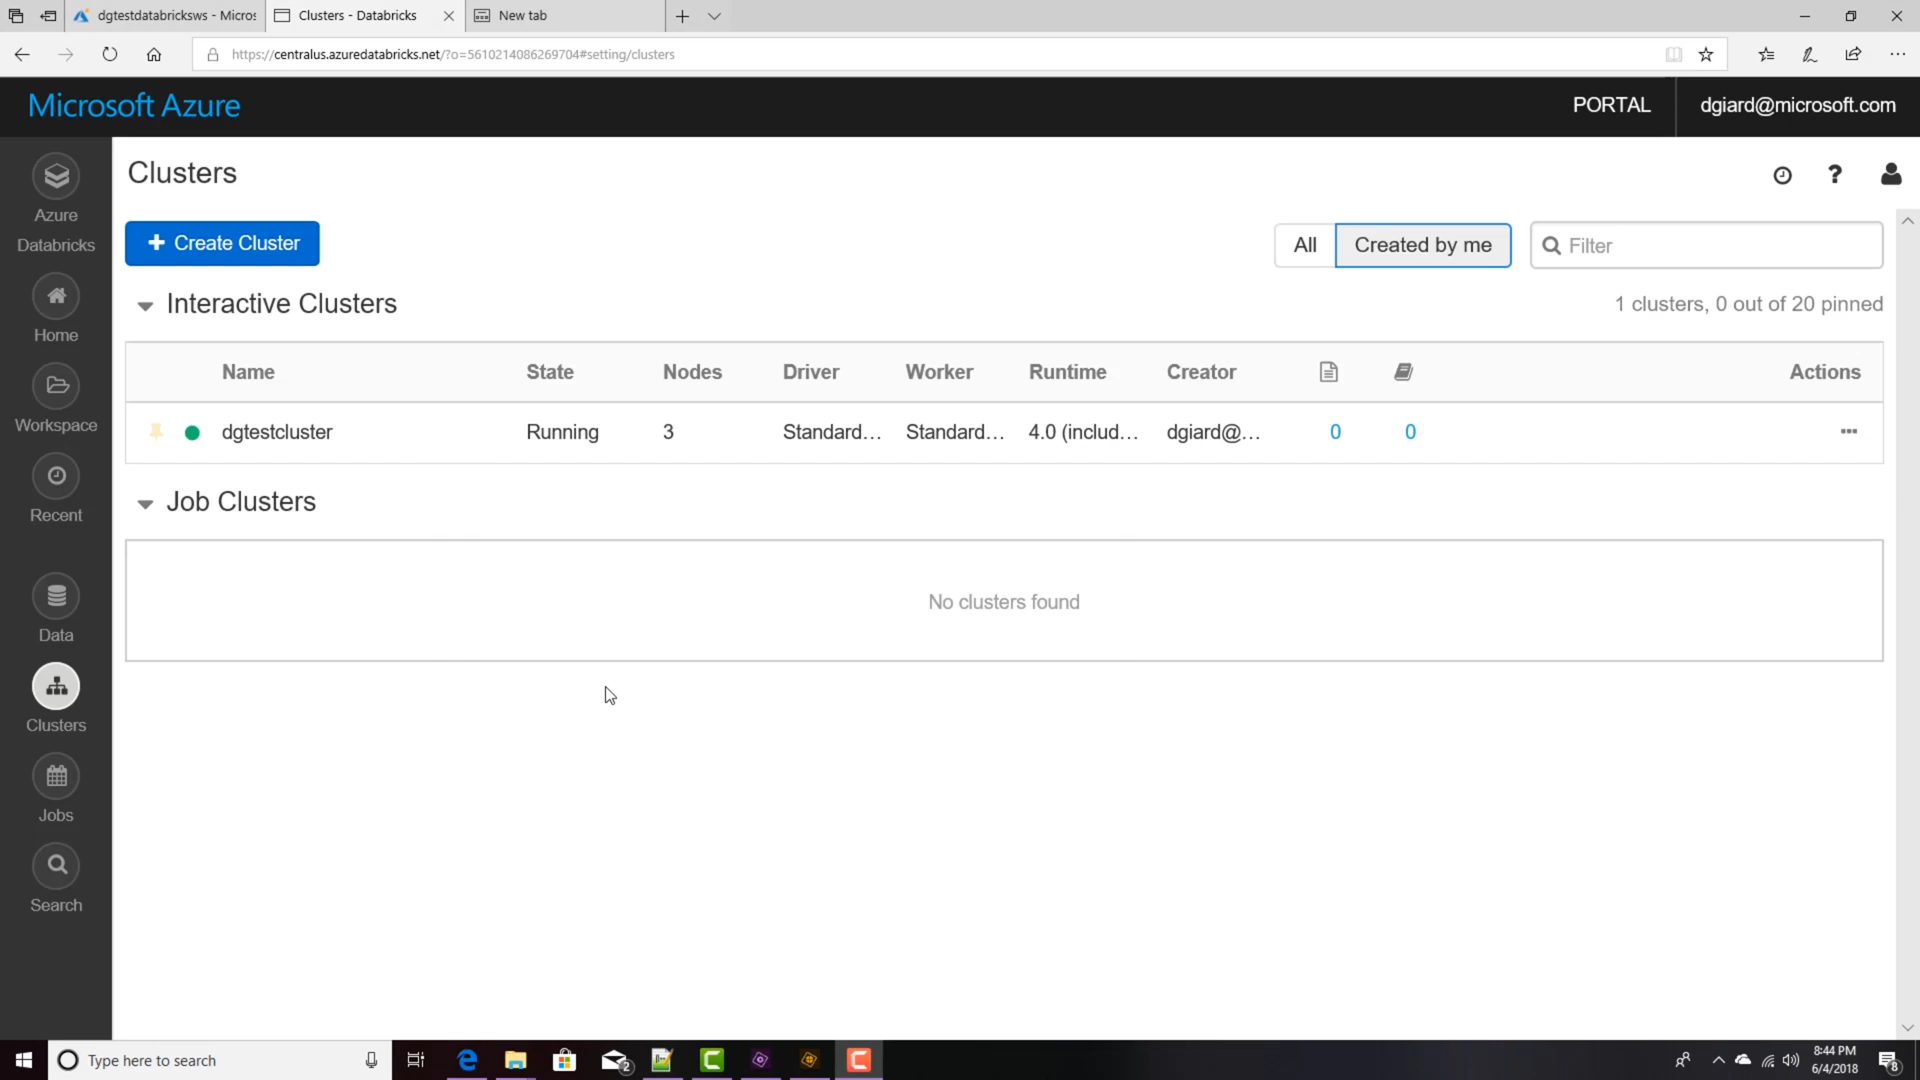 dgtestdatabricksws - Micros
Clusters - Databricks
New tab
https://centralus.azuredatabricks.net/?o=5610214086269704#setting/clusters
Microsoft Azure
PORTAL
dgiard@microsoft.com
Azure
Databricks
Home
Workspace
Recent
Data
Clusters
Jobs
Search
Clusters
?
+ Create Cluster
All
Created by me
Filter
Interactive Clusters
1 clusters, 0 out of 20 pinned
Name State Nodes Driver Worker Runtime Creator Actions
dgtestcluster Running 3 Standard... Standard... 4.0 (includ... dgiard@... 0 0
Job Clusters
No clusters found
Type here to search
2
8:44 PM
6/4/2018
8